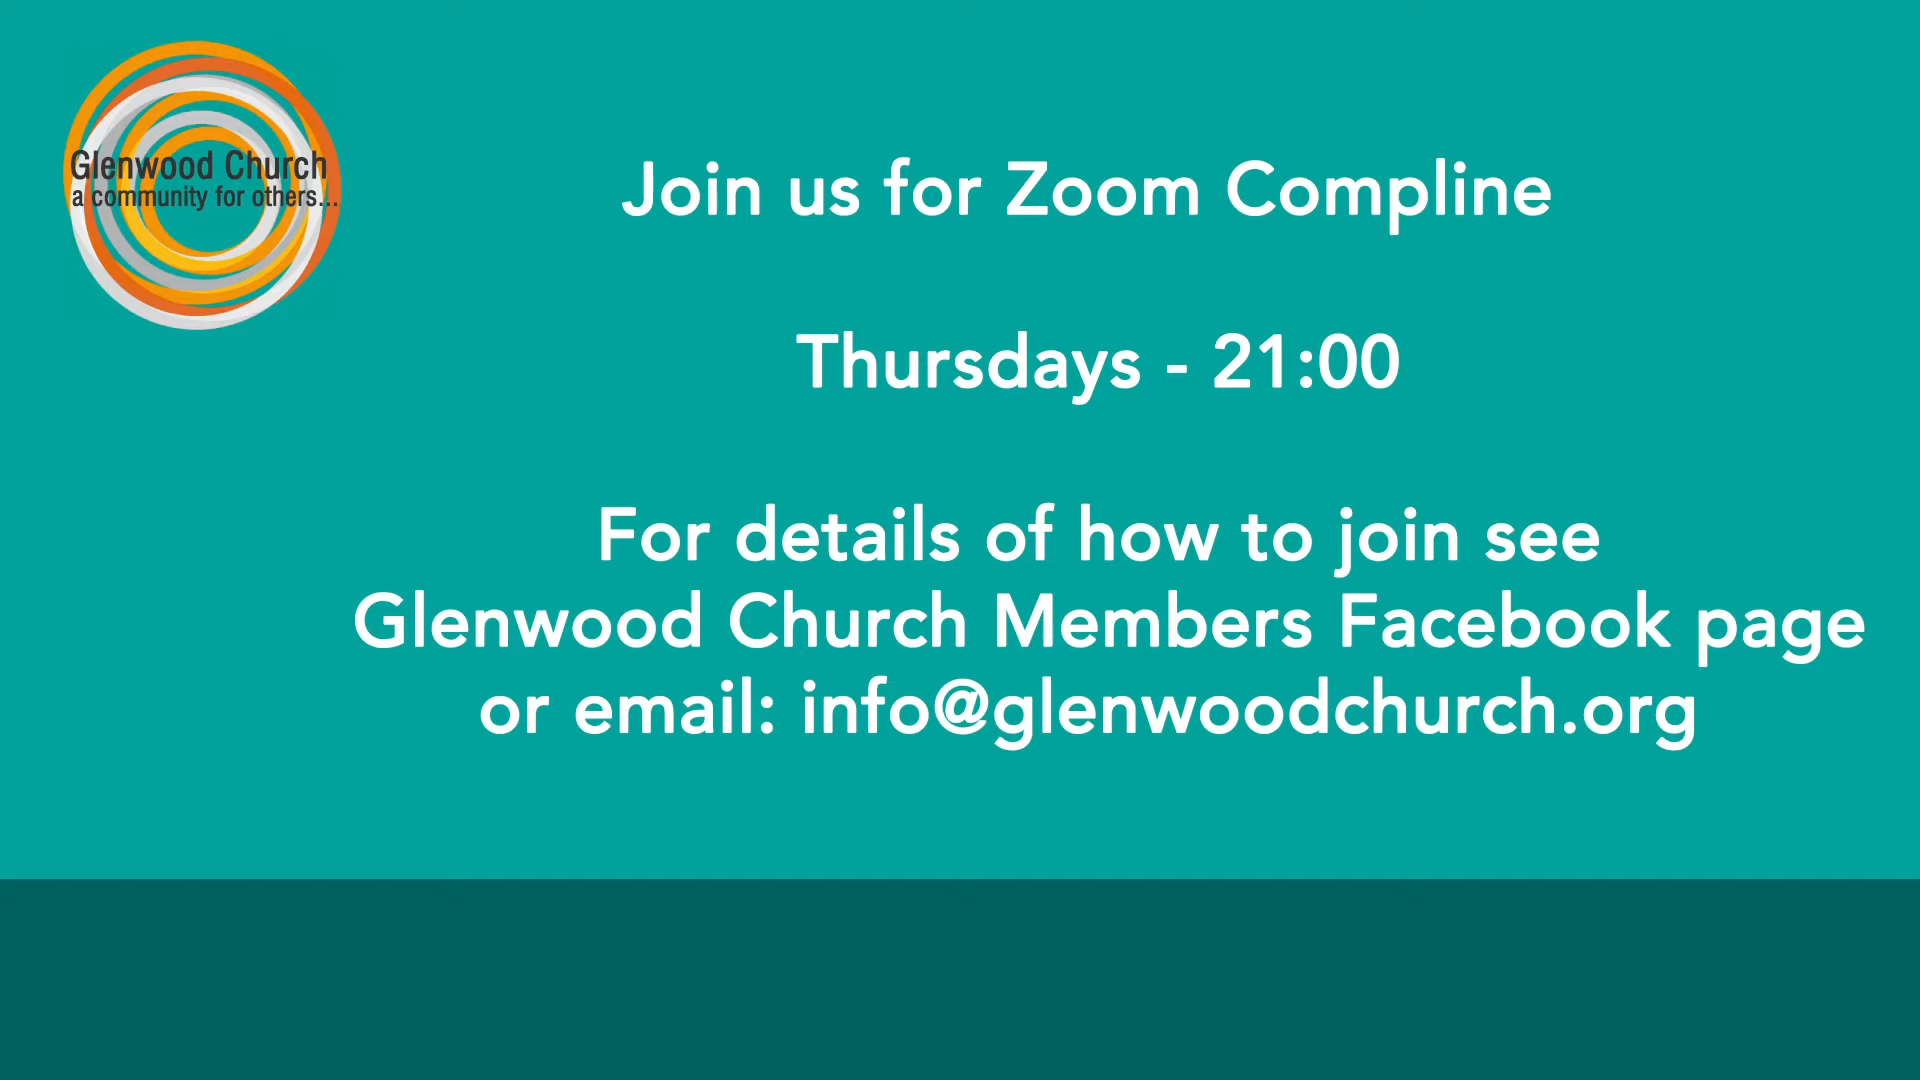 Glenwood Church
a community for others...
Join us for Zoom Compline
Thursdays - 21:00
For details of how to join see
Glenwood Church Members Facebook page
or email: info@glenwoodchurch.org